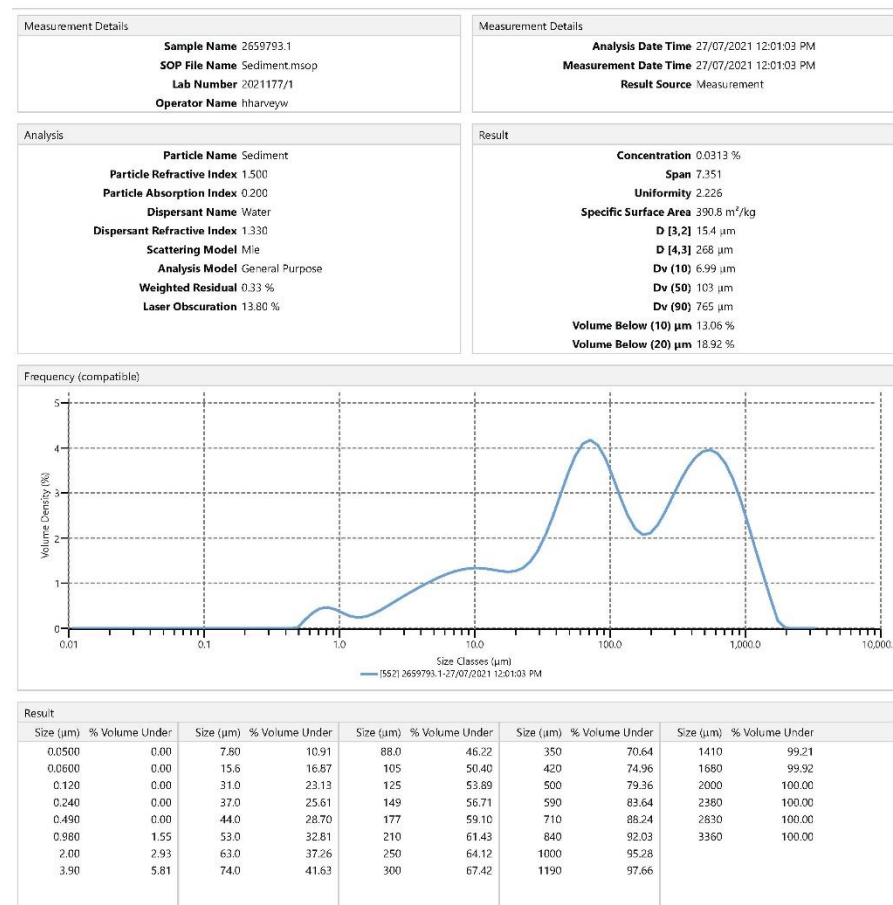 Measurement Details
Sample Name 2659793.1
SOP File Name Sediment.msop
Lab Number 2021177/1
Operator Name hharveyw
Measurement Details
Analysis Date Time 27/07/2021 12:01:03 PM
Measurement Date Time 27/07/2021 12:01:03 PM
Result Source Measurement
Analysis
Particle Name Sediment
Particle Refractive Index 1.500
Particle Absorption Index 0.200
Dispersant Name Water
Dispersant Refractive Index 1.330
Scattering Model Mie
Analysis Model General Purpose
Weighted Residual 0.33 %
Laser Obscuration 13.80 %
Result
Concentration 0.0313 %
Span 7.351
Uniformity 2.226
Specific Surface Area 390.8 m²/kg
D [3,2] 15.4 µm
D [4,3] 268 µm
Dv (10) 6.99 µm
Dv (50) 103 µm
Dv (90) 765 µm
Volume Below (10) µm 13.06 %
Volume Below (20) µm 18.92 %
Frequency (compatible)
Volume Density (%)
5
4
3
2
1
0
0.01 0.1 1.0 10.0 100.0 1,000.0 10,000.
Size Classes (µm)
[552] 2659793.1-27/07/2021 12:01:03 PM
Result
Size (µm) % Volume Under Size (µm) % Volume Under Size (µm) % Volume Under Size (µm) % Volume Under Size (µm) % Volume Under
0.0500 0.00 7.80 10.91 88.0 46.22 350 70.64 1410 99.21
0.0600 0.00 15.6 16.87 105 50.40 420 74.96 1680 99.92
0.120 0.00 31.0 23.13 125 53.89 500 79.36 2000 100.00
0.240 0.00 37.0 25.61 149 56.71 590 83.64 2380 100.00
0.490 0.00 44.0 28.70 177 59.10 710 88.24 2830 100.00
0.980 1.55 53.0 32.81 210 61.43 840 92.03 3360 100.00
2.00 2.93 63.0 37.26 250 64.12 1000 95.28
3.90 5.81 74.0 41.63 300 67.42 1190 97.66